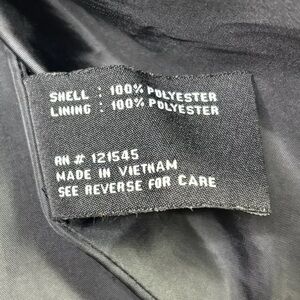 SHELL : 100% POLYESTER
LINING : 100% POLYESTER
RN # 121545
MADE IN VIETNAM
SEE REVERSE FOR CARE